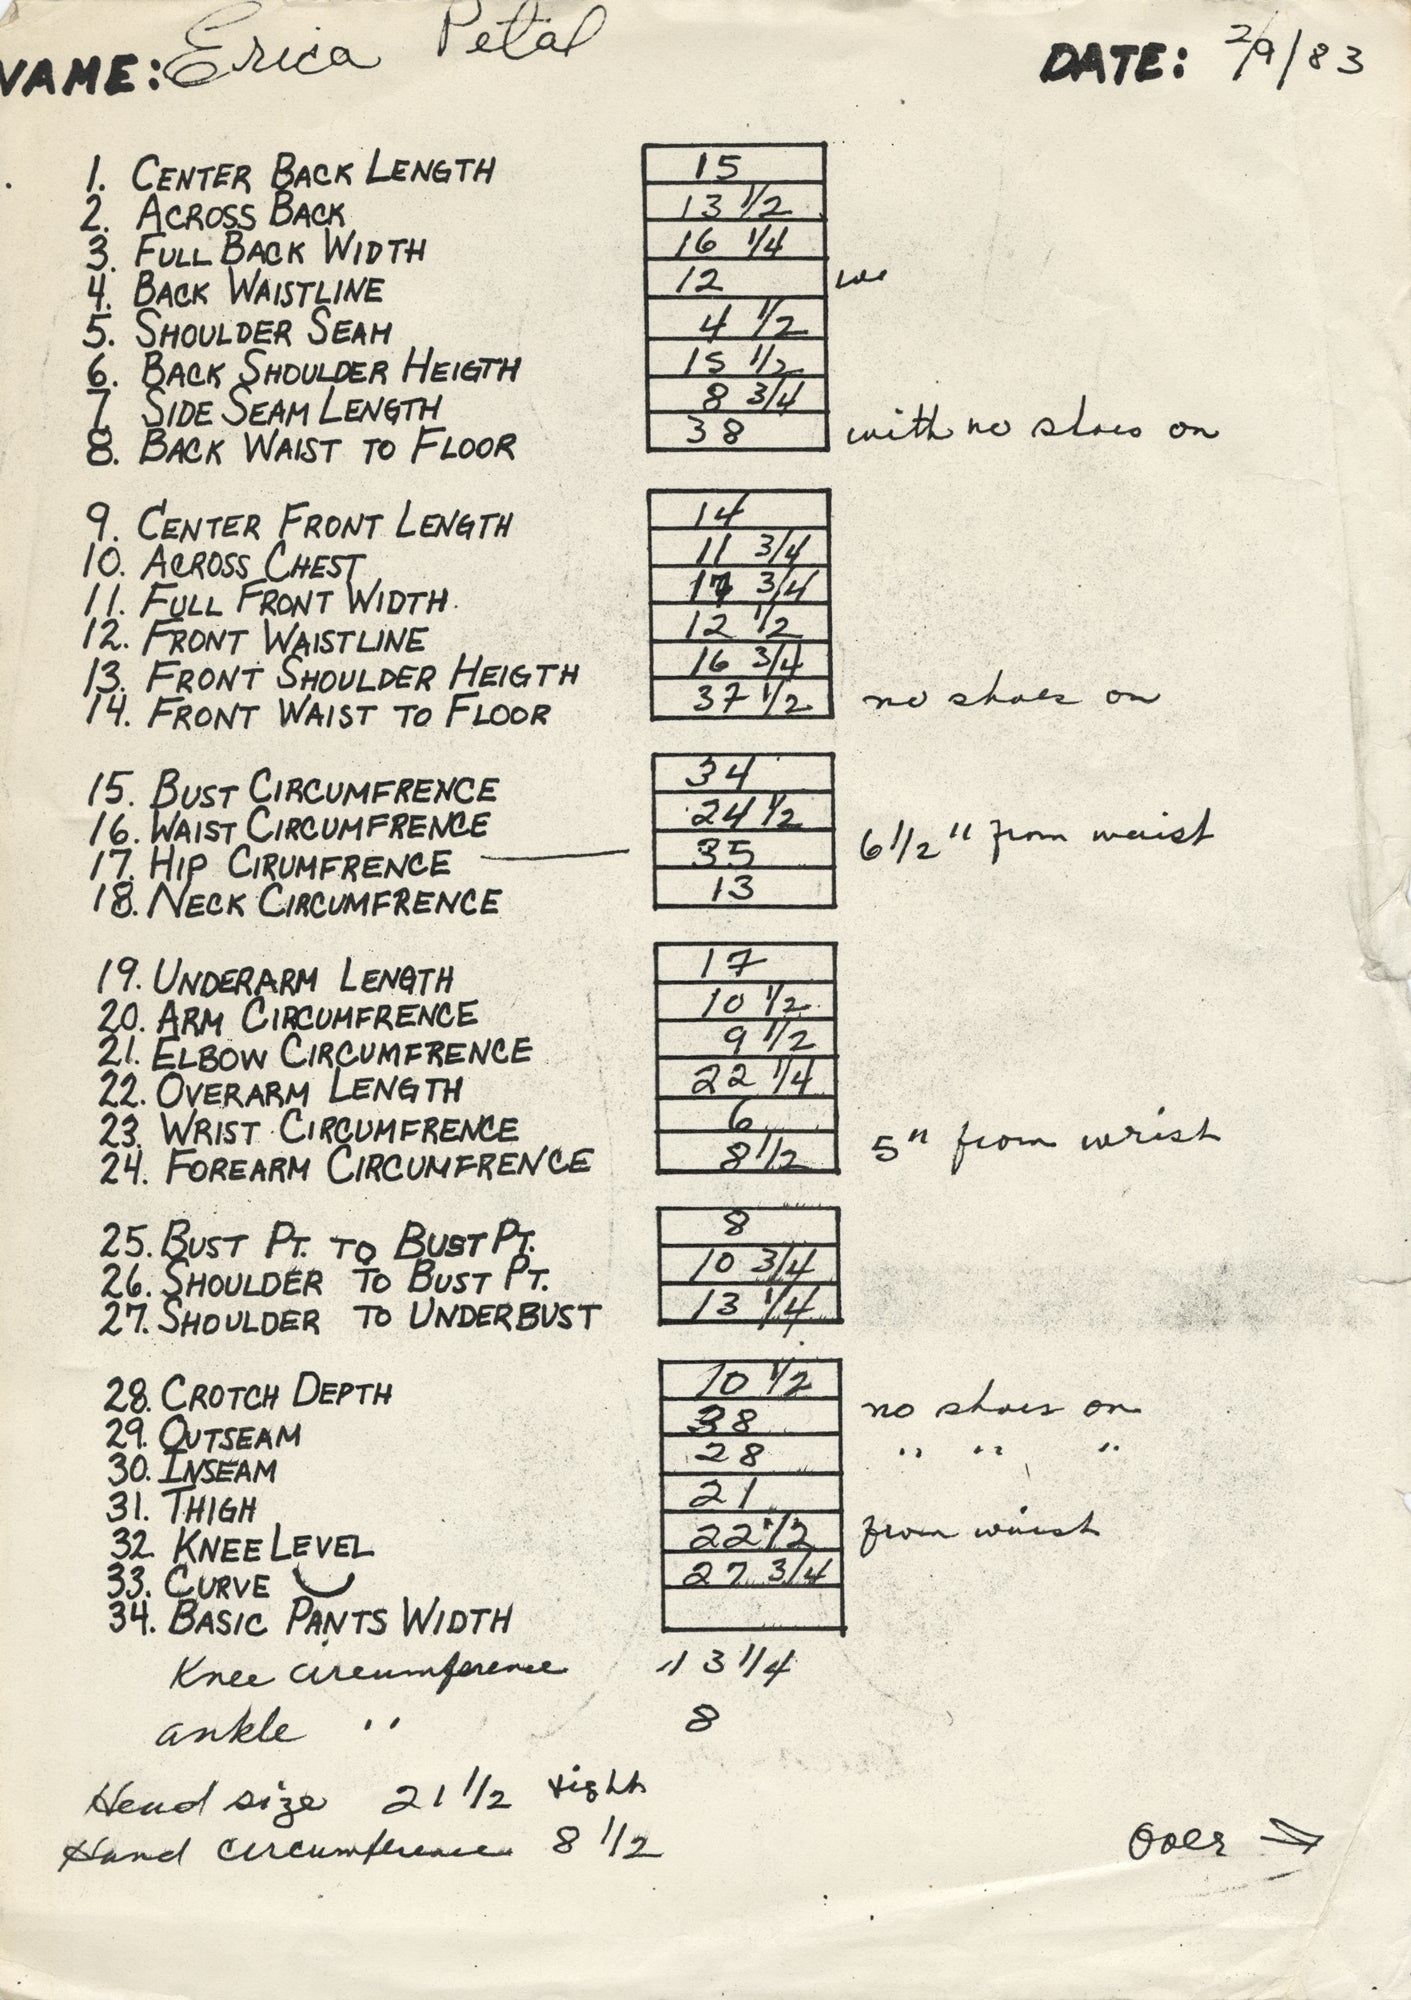 NAME: Erica Petal DATE: 2/9/83
1. CENTER BACK LENGTH 15
2. ACROSS BACK 13 1/2
3. FULL BACK WIDTH 16 1/4
4. BACK WAISTLINE 12
5. SHOULDER SEAM 4 1/2
6. BACK SHOULDER HEIGTH 15 1/2
7 SIDE SEAM LENGTH 8 3/4
8. BACK WAIST TO FLOOR 38 with no shoes on
9. CENTER FRONT LENGTH 14
10. ACROSS CHEST 11 3/4
11. FULL FRONT WIDTH 3/4
12. FRONT WAISTLINE 12 1/2
13. FRONT SHOULDER HEIGTH 16 3/4
14. FRONT WAIST TO FLOOR 37 1/2 no shoes on
15. BUST CIRCUMFRENCE 34
16. WAIST CIRCUMFRENCE 24 1/2
17. HIP CIRUMFRENCE 35 6 1/2" from waist
18. NECK CIRCUMFRENCE 13
19. UNDERARM LENGTH 17
20. ARM CIRCUMFRENCE 10 1/2
21. ELBOW CIRCUMFRENCE 9 1/2
22. OVERARM LENGTH 22 1/4
23. WRIST CIRCUMFRENCE 6
24. FOREARM CIRCUMFRENCE 8 1/2 5" from wrist
25. BUST PT. TO BUST PT. 8
26. SHOULDER TO BUST PT. 10 3/4
27. SHOULDER TO UNDERBUST 13 1/4
28. CROTCH DEPTH 10 1/2
29. OUTSEAM 38 no shoes on
30. INSEAM 28 " " "
31. THIGH 21
32 KNEE LEVEL 22 1/2 from waist
33. CURVE 27 3/4
34. BASIC PANTS WIDTH
Knee circumference 13 1/4
ankle " 8
Head size 21 1/2 tight
Hand circumference 8 1/2
Over →